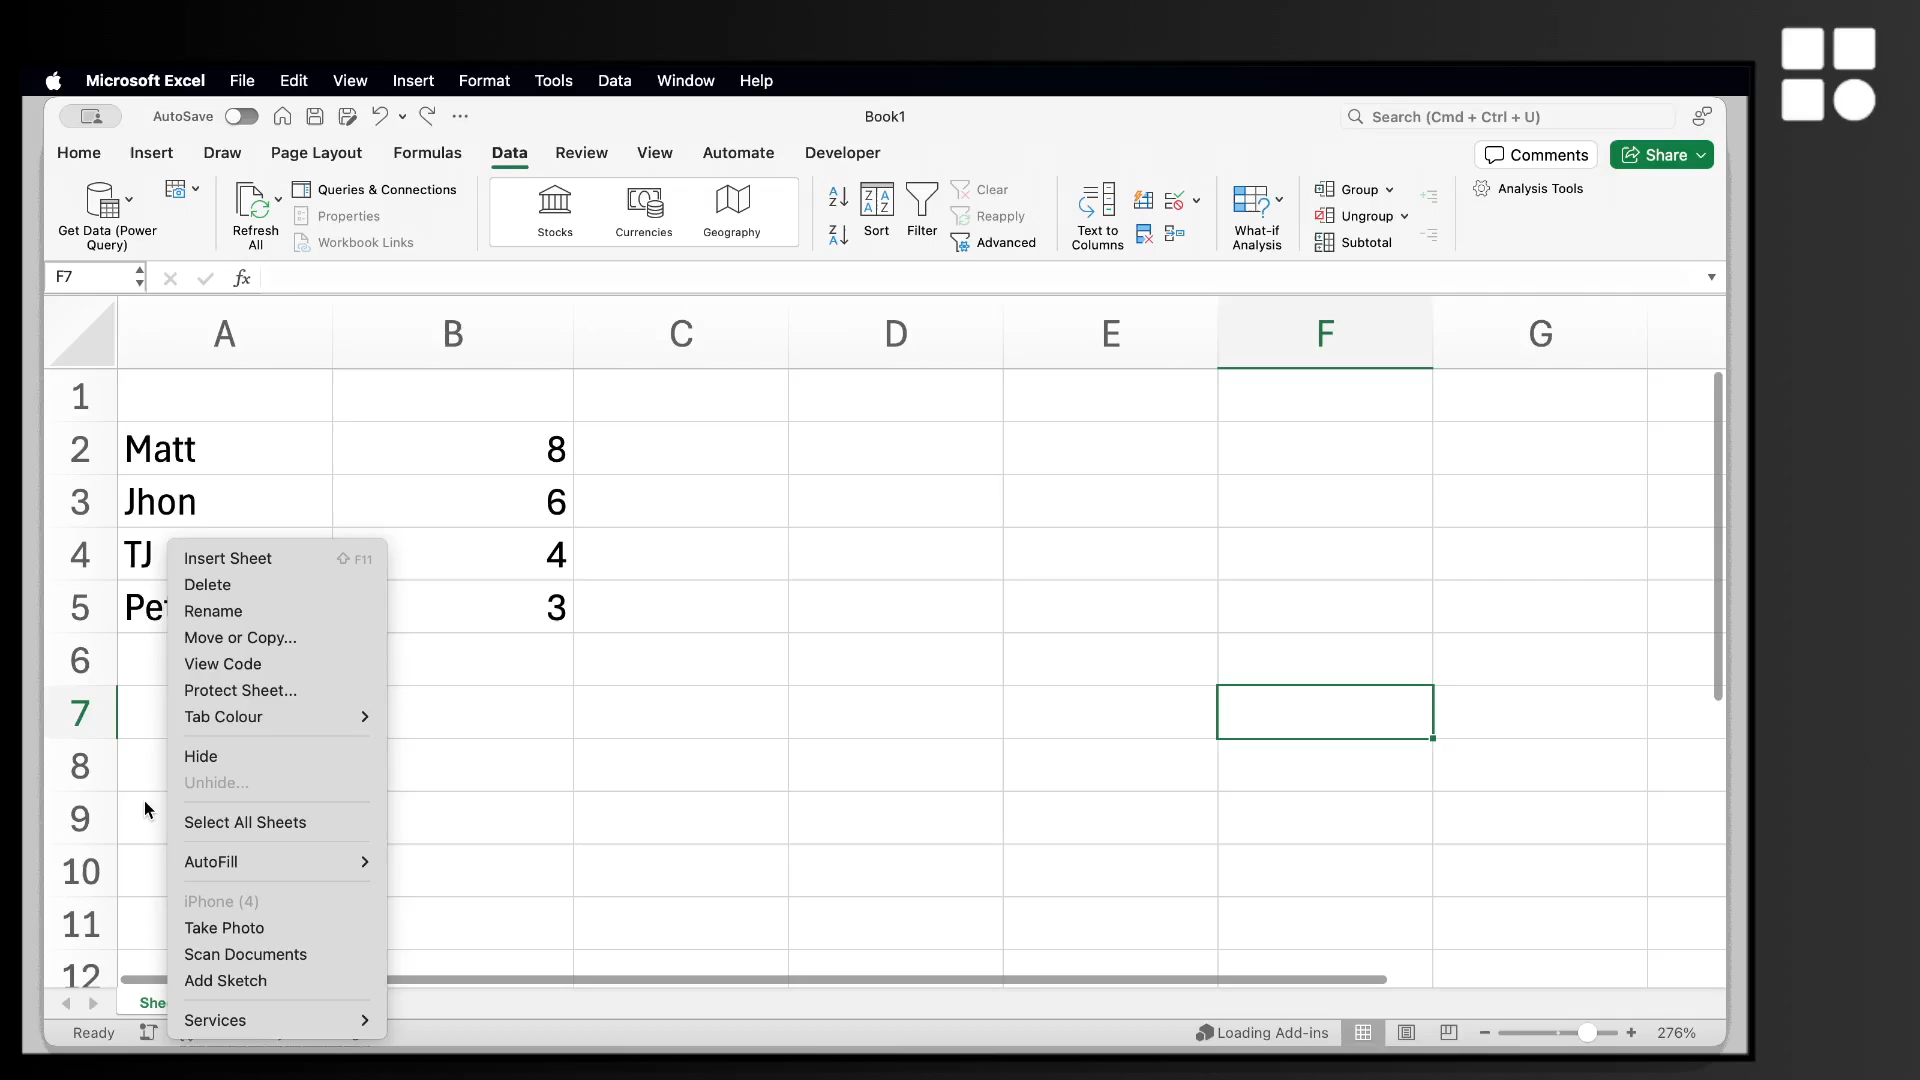 Microsoft Excel File Edit View Insert Format Tools Data Window Help
AutoSave Book1 Search (Cmd + Ctrl + U)
Home Insert Draw Page Layout Formulas Data Review View Automate Developer Comments Share
Get Data (Power Query)
Refresh All
Queries & Connections
Properties
Workbook Links
Stocks Currencies Geography
Sort Filter
Clear
Reapply
Advanced
Text to Columns
What-if Analysis
Group
Ungroup
Subtotal
Analysis Tools
F7 fx
A B C D E F G
1
2 Matt 8
3 Jhon 6
4 TJ 4
5 3
6
7
8
9
10
11
12
Insert Sheet ⇧ F11
Delete
Rename
Move or Copy...
View Code
Protect Sheet...
Tab Colour
Hide
Unhide...
Select All Sheets
AutoFill
iPhone (4)
Take Photo
Scan Documents
Add Sketch
Services
Ready Loading Add-ins 276%